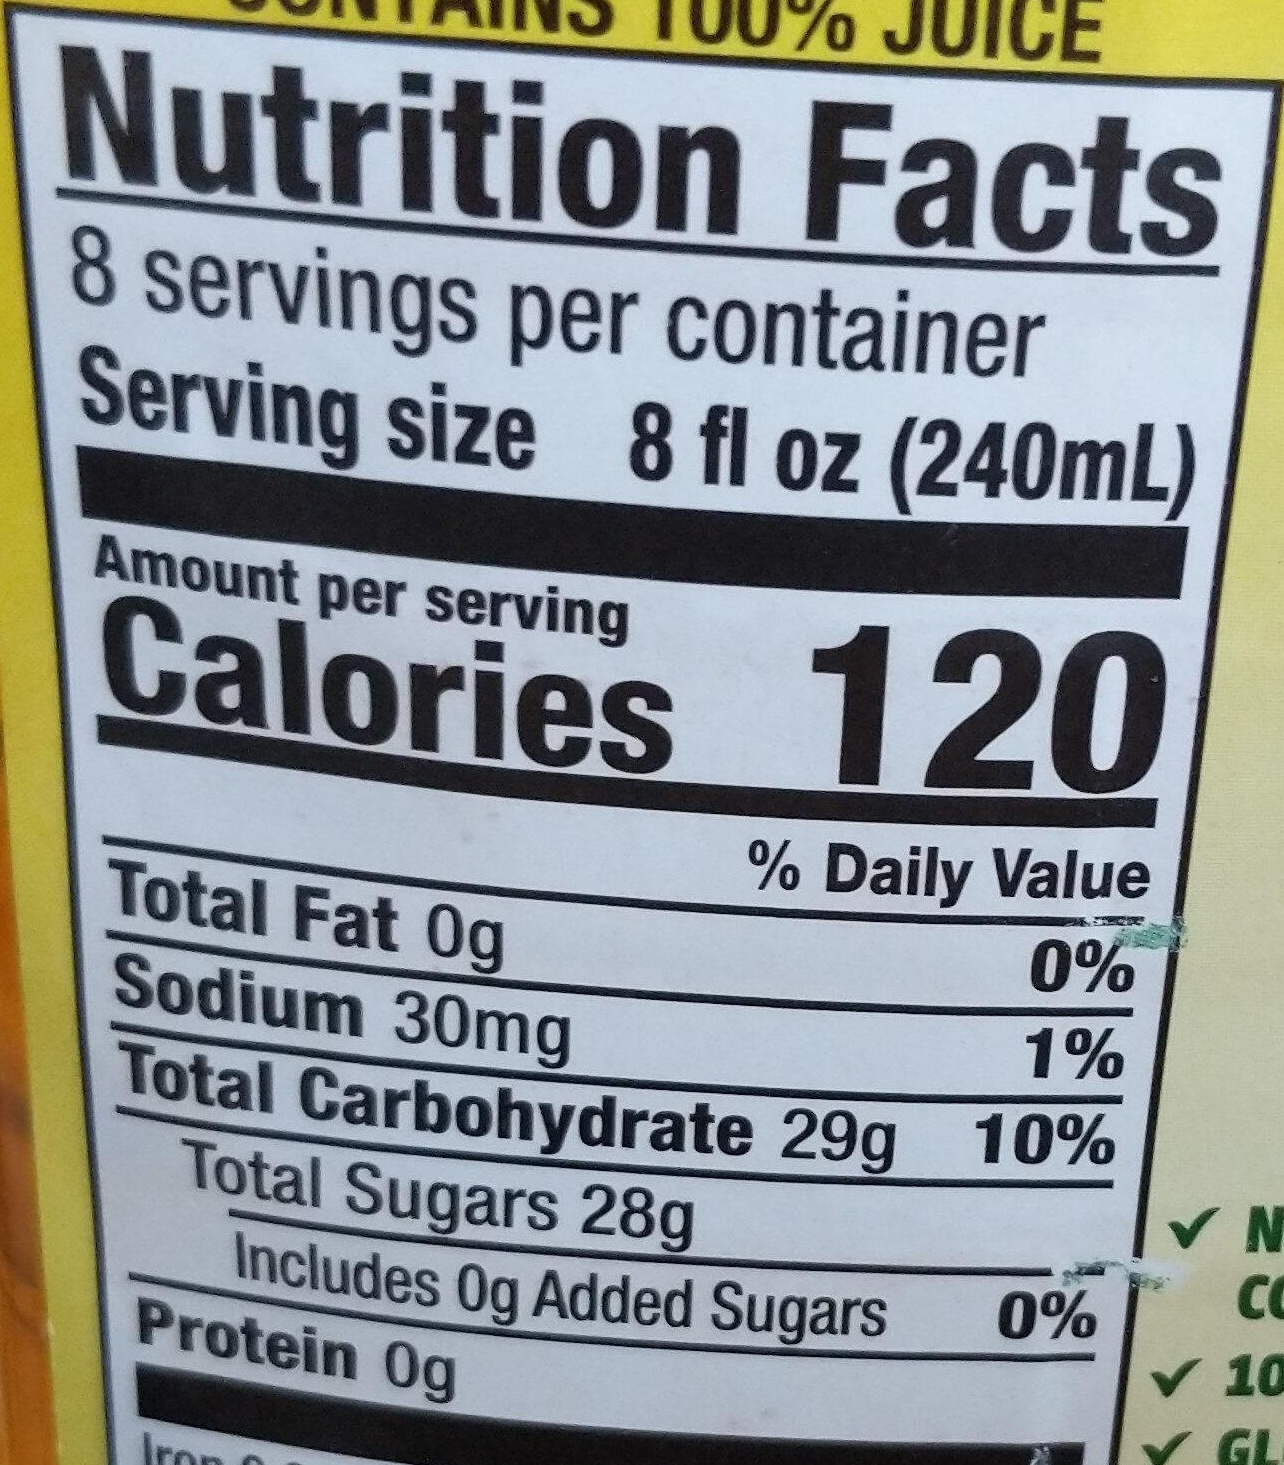 CONTAINS 100% JUICE
Nutrition Facts
8 servings per container
Serving size 8 fl oz (240mL)
Amount per serving
Calories 120
% Daily Value
Total Fat 0g 0%
Sodium 30mg 1%
Total Carbohydrate 29g 10%
Total Sugars 28g
Includes 0g Added Sugars 0%
Protein 0g
Iron
✓ 10